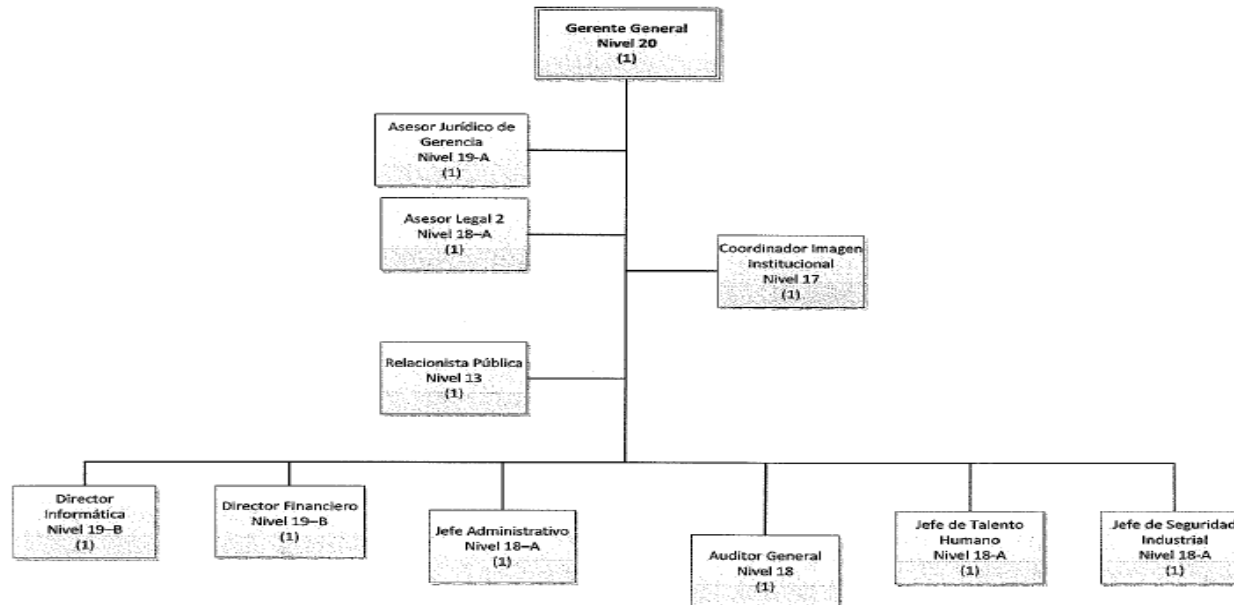 Gerente General
Nivel 20
(1)
Asesor Jurídico de
Gerencia
Nivel 19-A
(1)
Asesor Legal 2
Nivel 18–A
(1)
Coordinador Imagen
Institucional
Nivel 17
(1)
Relacionista Pública
Nivel 13
(1)
Director
Informática
Nivel 19–B
(1)
Director Financiero
Nivel 19–B
(1)
Jefe Administrativo
Nivel 18–A
(1)
Auditor General
Nivel 18
(1)
Jefe de Talento
Humano
Nivel 18-A
(1)
Jefe de Seguridad
Industrial
Nivel 18-A
(1)